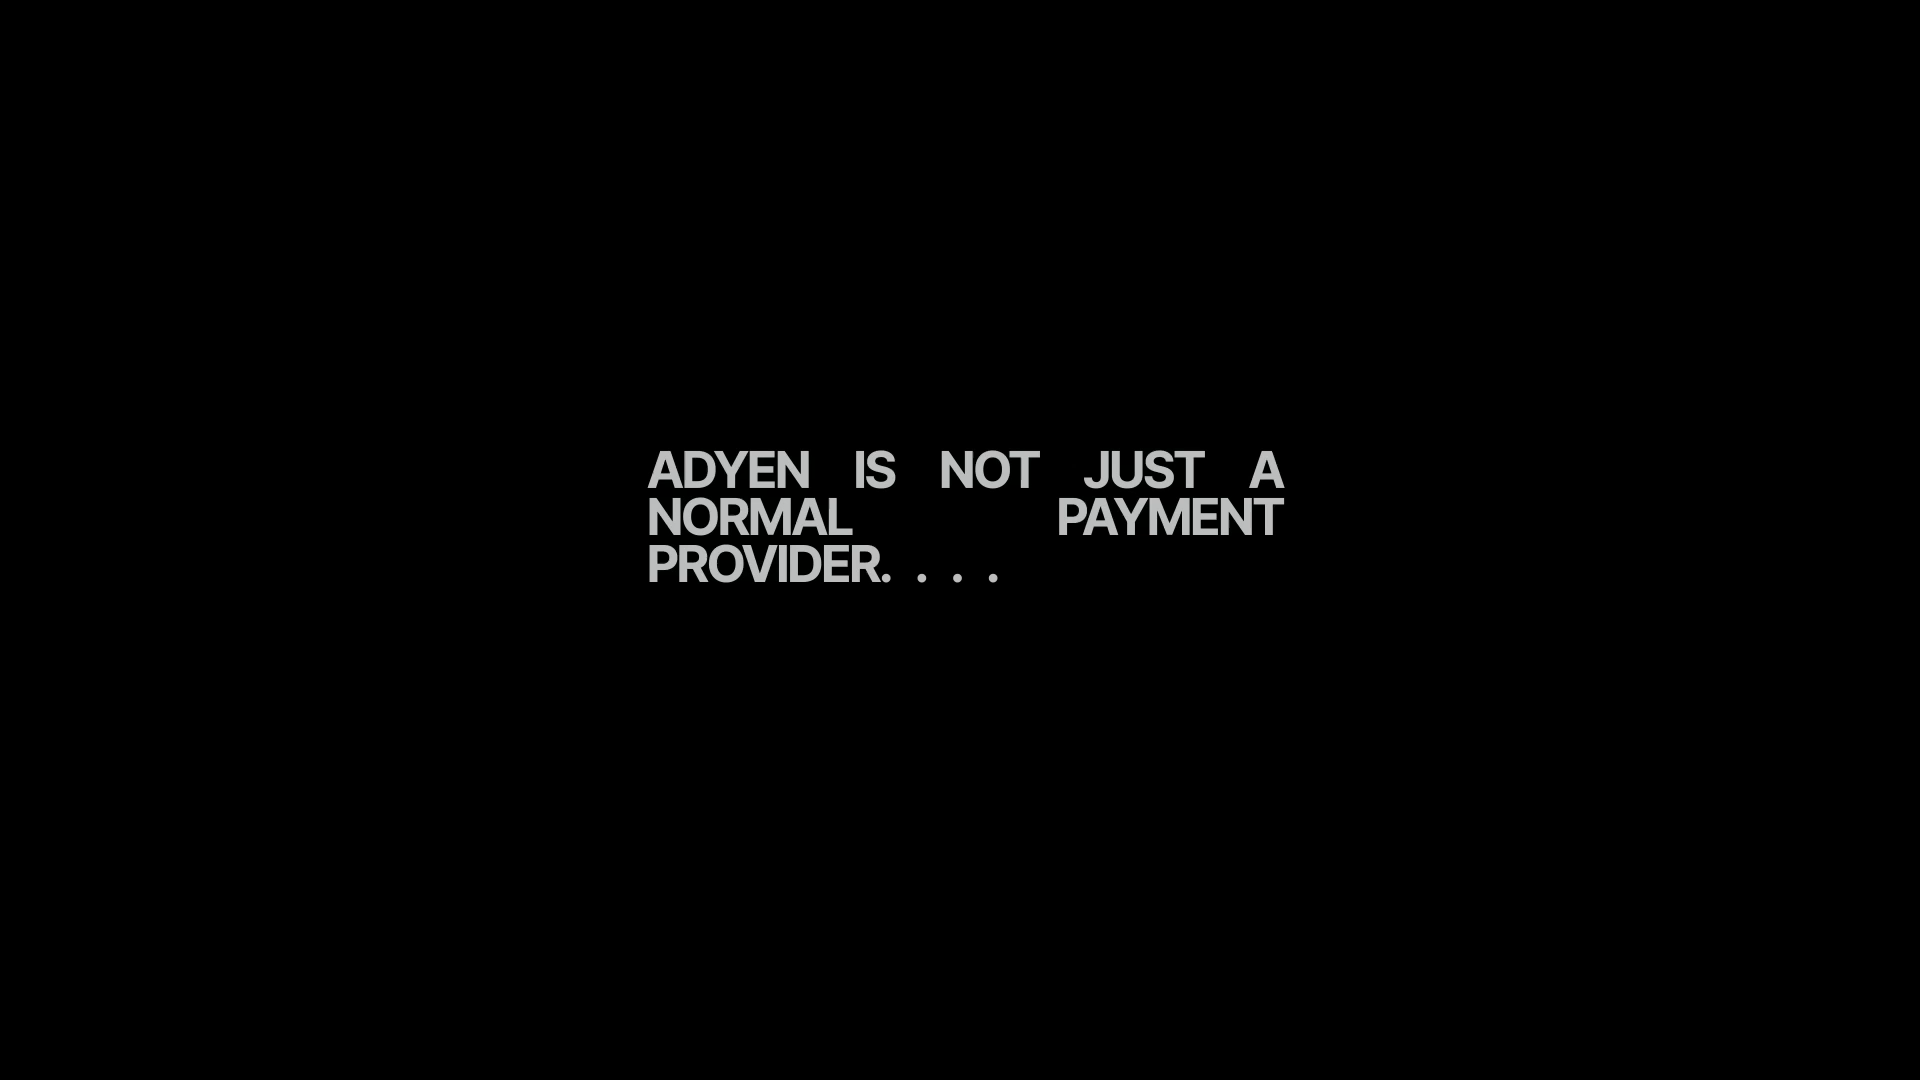 ADYEN IS NOT JUST A
NORMAL PAYMENT
PROVIDER. . . .